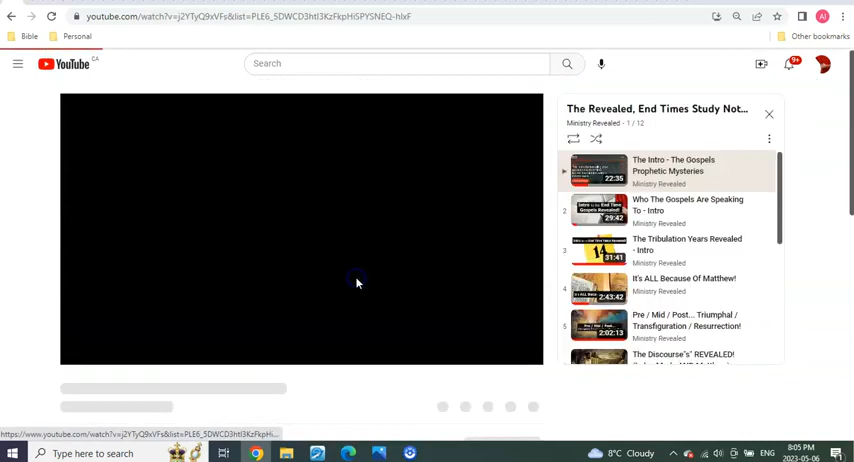 youtube.com/watch?v=j2YTyQ9xVFs&list=PLE6_5DWCD3htI3KzFkpHiSPYSNEQ-hlxF
AI
Bible
Personal
Other bookmarks
YouTube CA
Search
9+
The Revealed, End Times Study Not...
Ministry Revealed - 1 / 12
22:35
The Intro - The Gospels
Prophetic Mysteries
Ministry Revealed
2
29:42
Who The Gospels Are Speaking
To - Intro
Ministry Revealed
3
14
31:41
The Tribulation Years Revealed
- Intro
Ministry Revealed
4
2:43:42
It's ALL Because Of Matthew!
Ministry Revealed
5
2:02:13
Pre / Mid / Post... Triumphal /
Transfiguration / Resurrection!
Ministry Revealed
The Discourse"s" REVEALED!
https://www.youtube.com/watch?v=j2YTyQ9xVFs&list=PLE6_5DWCD3htI3KzFkpHi...
Type here to search
8°C Cloudy
ENG
8:05 PM
2023-05-06